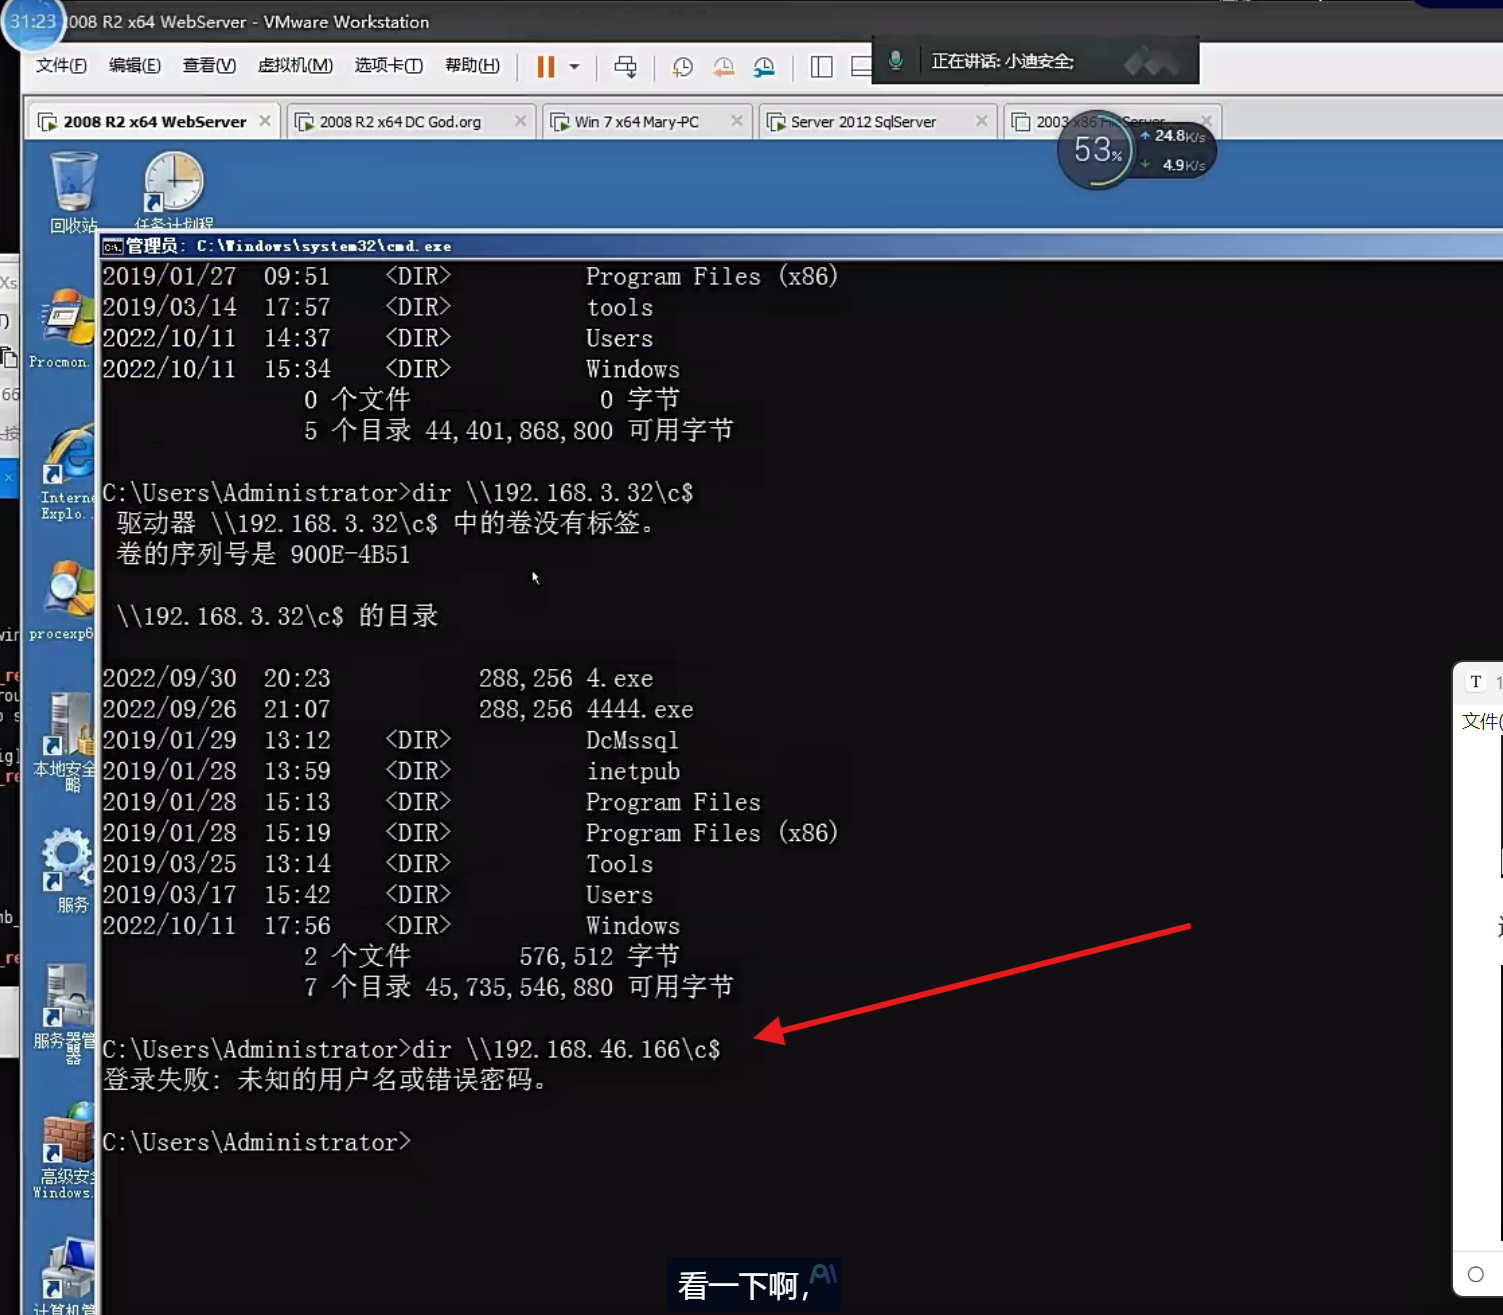 31:23
2008 R2 x64 WebServer - VMware Workstation
文件(F) 编辑(E) 查看(V) 虚拟机(M) 选项卡(T) 帮助(H)
正在讲话: 小迪安全;
2008 R2 x64 WebServer
2008 R2 x64 DC God.org
Win 7 x64 Mary-PC
Server 2012 SqlServer
2003 x86 FileServer
53%
24.8K/s
4.9K/s
回收站
任务计划程
管理员: C:\Windows\system32\cmd.exe
2019/01/27  09:51    <DIR>          Program Files (x86)
2019/03/14  17:57    <DIR>          tools
2022/10/11  14:37    <DIR>          Users
2022/10/11  15:34    <DIR>          Windows
0 个文件              0 字节
5 个目录 44,401,868,800 可用字节
C:\Users\Administrator>dir \\192.168.3.32\c$
驱动器 \\192.168.3.32\c$ 中的卷没有标签。
卷的序列号是 900E-4B51
\\192.168.3.32\c$ 的目录
2022/09/30  20:23           288,256 4.exe
2022/09/26  21:07           288,256 4444.exe
2019/01/29  13:12    <DIR>          DcMssql
2019/01/28  13:59    <DIR>          inetpub
2019/01/28  15:13    <DIR>          Program Files
2019/01/28  15:19    <DIR>          Program Files (x86)
2019/03/25  13:14    <DIR>          Tools
2019/03/17  15:42    <DIR>          Users
2022/10/11  17:56    <DIR>          Windows
2 个文件        576,512 字节
7 个目录 45,735,546,880 可用字节
C:\Users\Administrator>dir \\192.168.46.166\c$
登录失败: 未知的用户名或错误密码。
C:\Users\Administrator>
Procmon.
Interne
Explo..
procexp6
本地安全
略
服务
服务器管
器
高级安全
Windows.
计算机管
T 1
文件(
看一下啊,
AI